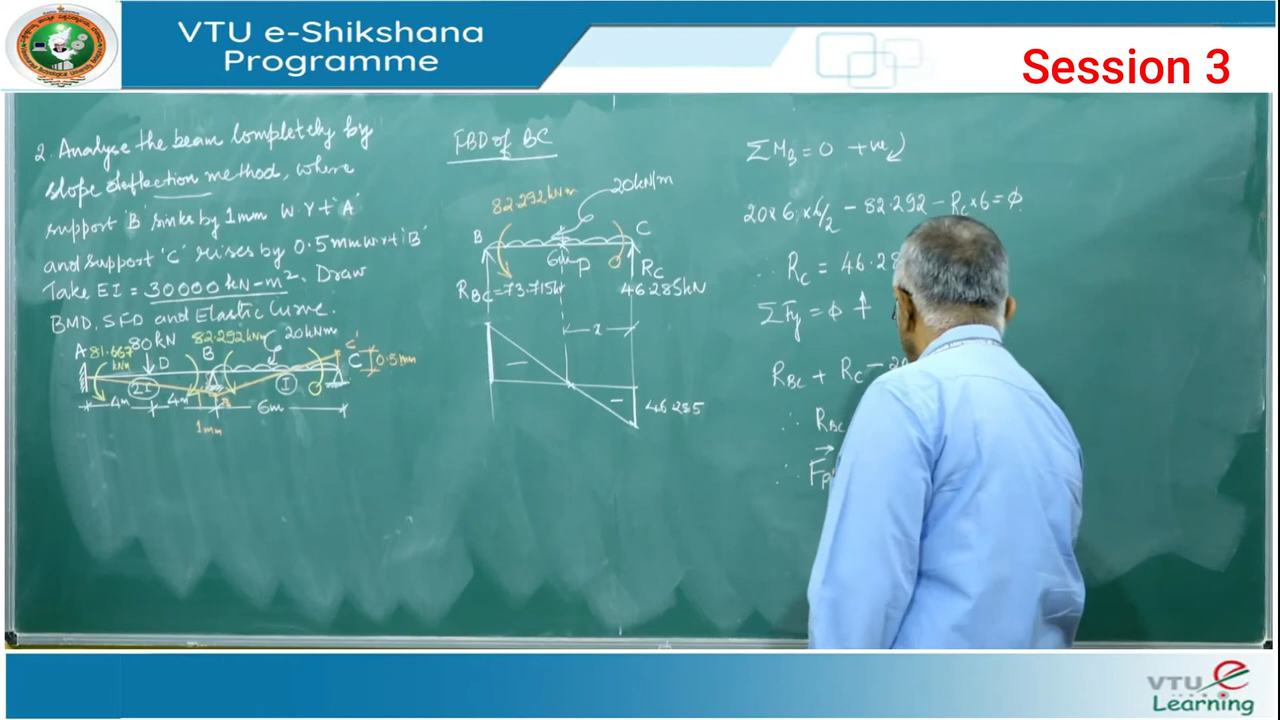 VTU e-Shikshana
Programme
Session 3
2. Analyse the beam completely by
slope deflection method, where
support 'B' sinks by 1mm W.r.t 'A'
and support 'C' rises by 0.5mm w.r.t 'B'
Take EI = 30000 kN-m². Draw
BMD, SFD and Elastic Curve.
80kN 82.292kNm 20kN/m
A 81.667 kNm D B C C' 0.5mm
2I I
4m 4m 6m
1mm
FBD of BC
20kN/m
82.292kNm
B C
6m P
RBC=73.715kN RC 46.285kN
x
46.285
ΣMB=0 +ve
20×6×6/2 - 82.292 - RC×6=0
∴ RC = 46.28
ΣFy = 0 ↑
RBC + RC - 20
∴ RBC
∴ F
VTU e
Learning